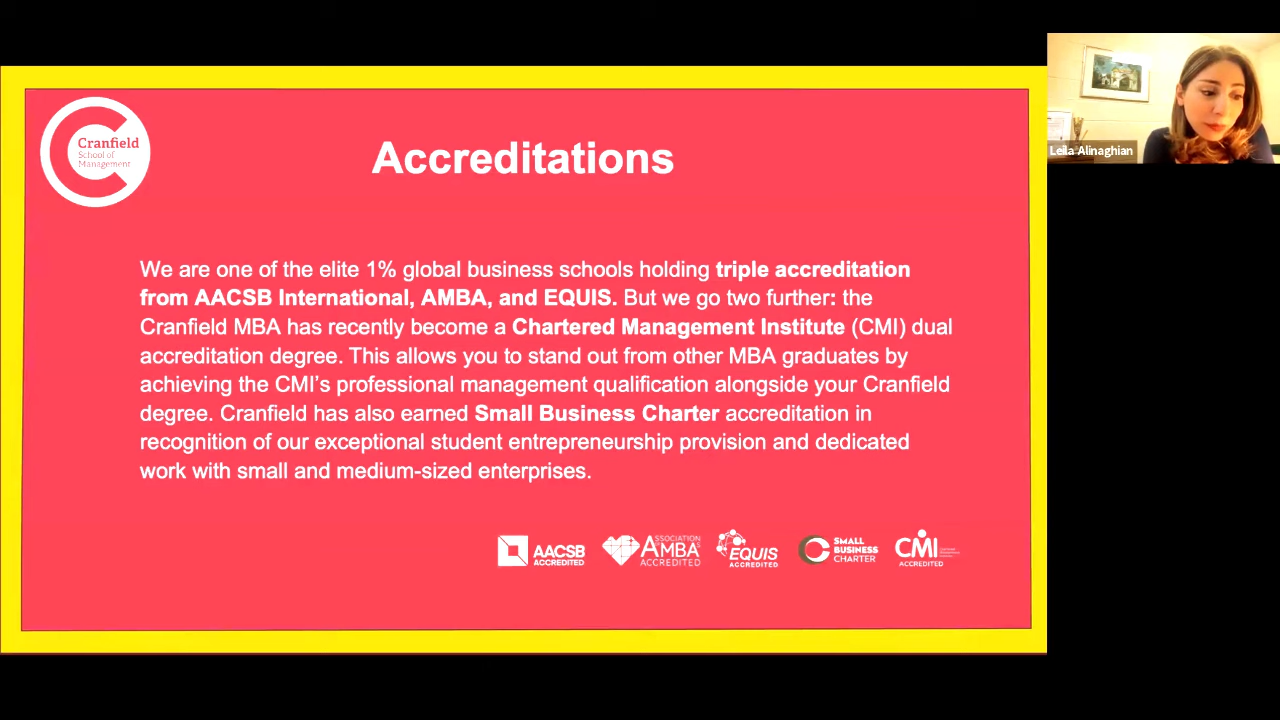 Cranfield
School of
Management
Accreditations
We are one of the elite 1% global business schools holding triple accreditation
from AACSB International, AMBA, and EQUIS. But we go two further: the
Cranfield MBA has recently become a Chartered Management Institute (CMI) dual
accreditation degree. This allows you to stand out from other MBA graduates by
achieving the CMI’s professional management qualification alongside your Cranfield
degree. Cranfield has also earned Small Business Charter accreditation in
recognition of our exceptional student entrepreneurship provision and dedicated
work with small and medium-sized enterprises.
AACSB
ACCREDITED
ASSOCIATION
AMBA
ACCREDITED
EQUIS
ACCREDITED
SMALL
BUSINESS
CHARTER
CMI
ACCREDITED
Leila Alinaghian